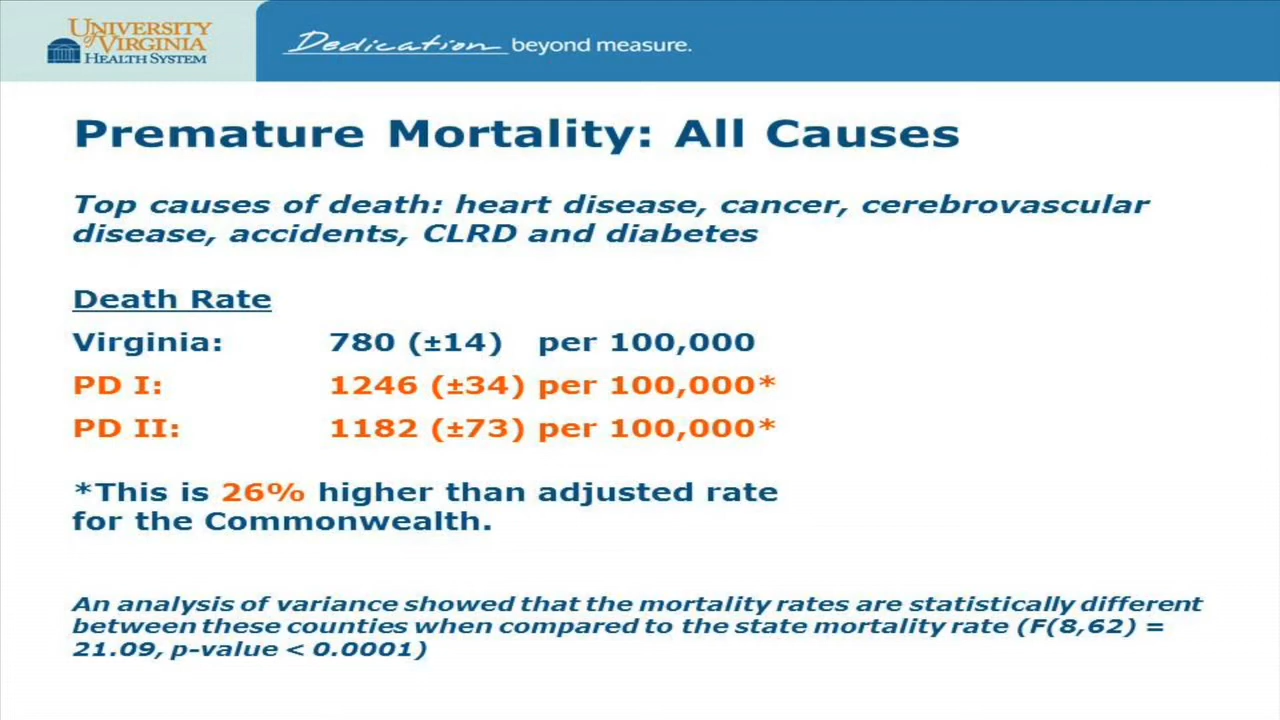 UNIVERSITY
of VIRGINIA
HEALTH SYSTEM
Dedication beyond measure.
Premature Mortality: All Causes
Top causes of death: heart disease, cancer, cerebrovascular
disease, accidents, CLRD and diabetes
Death Rate
Virginia: 780 (±14) per 100,000
PD I: 1246 (±34) per 100,000*
PD II: 1182 (±73) per 100,000*
*This is 26% higher than adjusted rate
for the Commonwealth.
An analysis of variance showed that the mortality rates are statistically different
between these counties when compared to the state mortality rate (F(8,62) =
21.09, p-value < 0.0001)